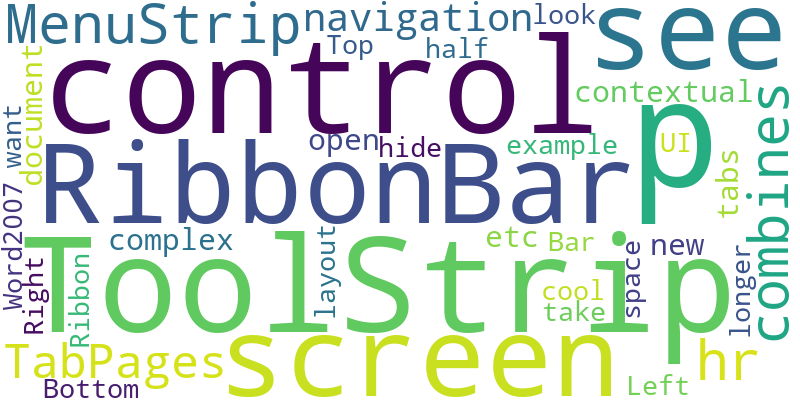 MenuStrip
navigation
look
see
Top
half
control
contextual
document
want
open
hide
example
p
UI
RibbonBar
combines
tabs
Word2007
complex
etc
Bar
new
ToolStrip
layout
space
longer
Right
Ribbon
cool
take
TabPages
screen
hr
Bottom
Left